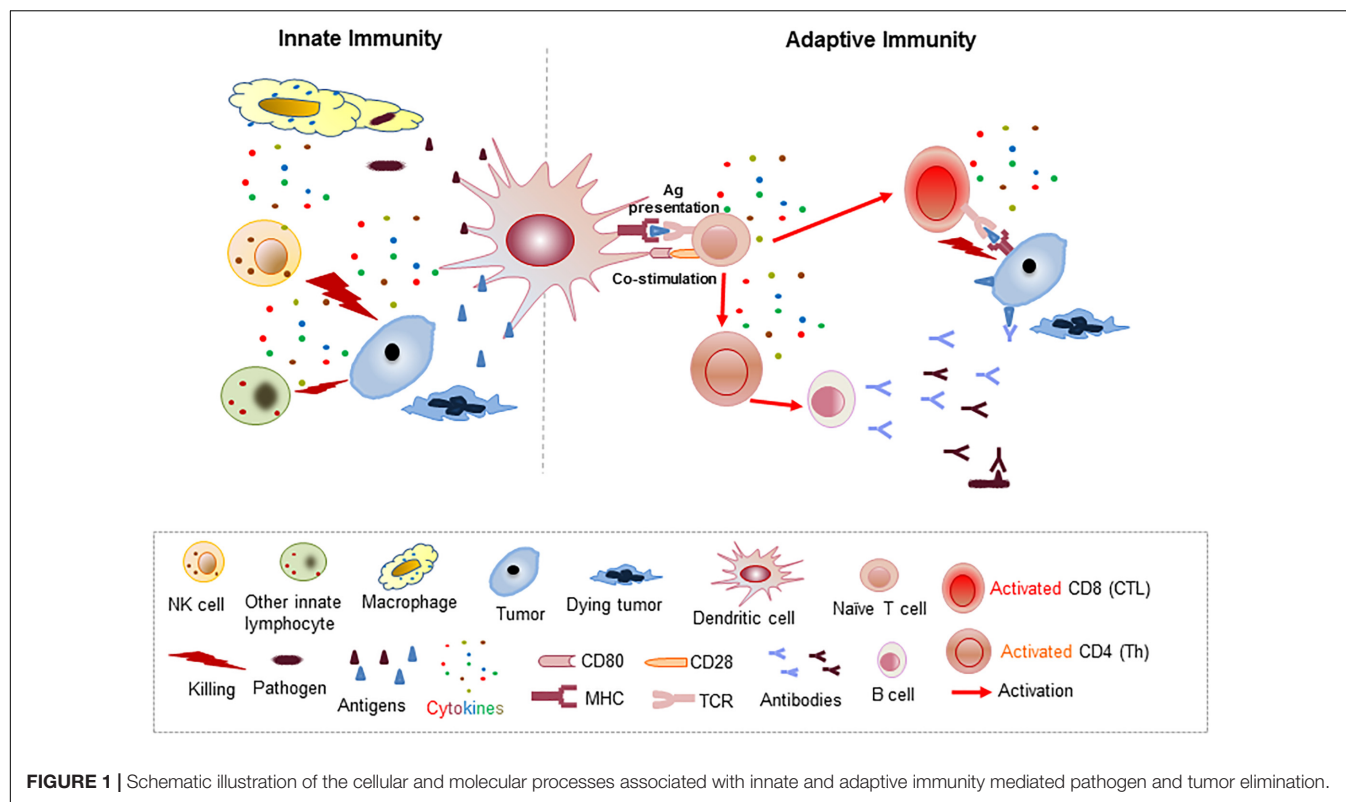 Innate Immunity
Adaptive Immunity
Ag
presentation
Co-stimulation
NK cell
Other innate
lymphocyte
Macrophage
Tumor
Dying tumor
Dendritic cell
Naïve T cell
Activated CD8 (CTL)
Killing
Pathogen
Antigens
Cytokines
CD80
CD28
MHC
TCR
Antibodies
B cell
Activated CD4 (Th)
Activation
FIGURE 1 | Schematic illustration of the cellular and molecular processes associated with innate and adaptive immunity mediated pathogen and tumor elimination.